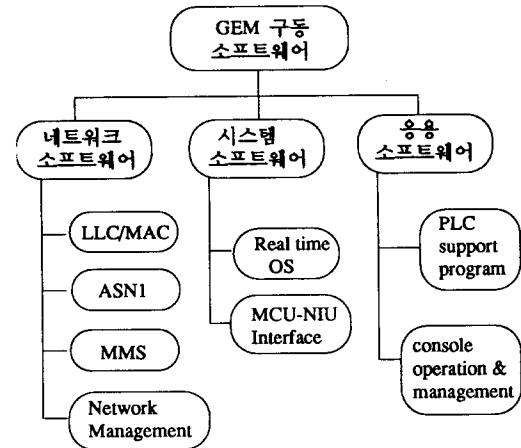 GEM 구동
소프트웨어
네트워크
소프트웨어
시스템
소프트웨어
응용
소프트웨어
LLC/MAC
ASN1
MMS
Network
Management
Real time
OS
MCU-NIU
Interface
PLC
support
program
console
operation &
management